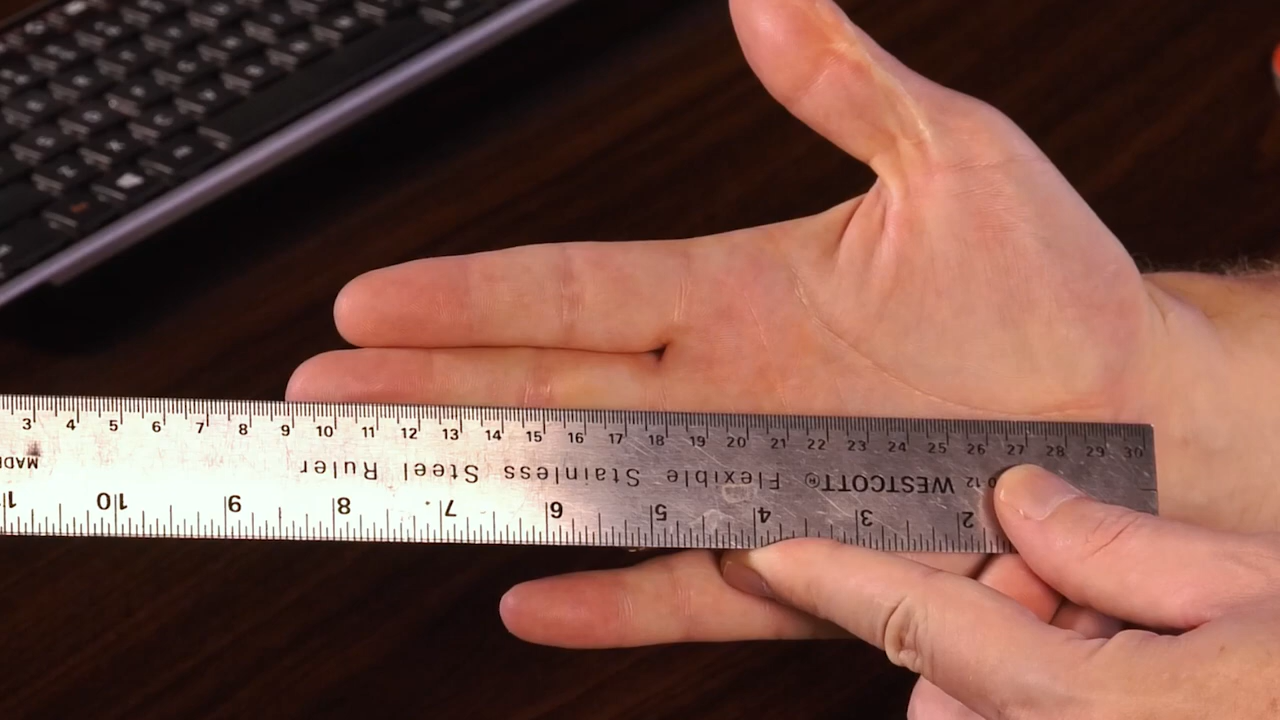 3 4 5 6 7 8 9 10 11 12 13 14 15 16 17 18 19 20 21 22 23 24 25 26 27 28 29 30
WESTCOTT® Flexible Stainless Steel Ruler MADE
2 3 4 5 6 7 8 9 10 11